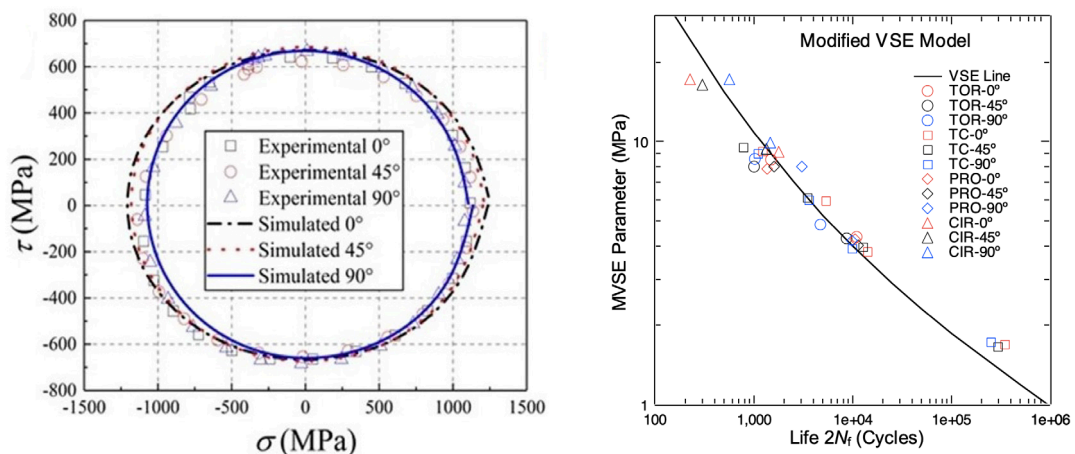 800
600
400
200
0
-200
-400
-600
-800
τ (MPa)
Experimental 0°
Experimental 45°
Experimental 90°
Simulated 0°
Simulated 45°
Simulated 90°
-1500 -1000 -500 0 500 1000 1500
σ (MPa)
Modified VSE Model
MVSE Parameter (MPa)
10
1
VSE Line
TOR-0º
TOR-45º
TOR-90º
TC-0º
TC-45º
TC-90º
PRO-0º
PRO-45º
PRO-90º
CIR-0º
CIR-45º
CIR-90º
100 1,000 1e+04 1e+05 1e+06
Life 2Nf (Cycles)